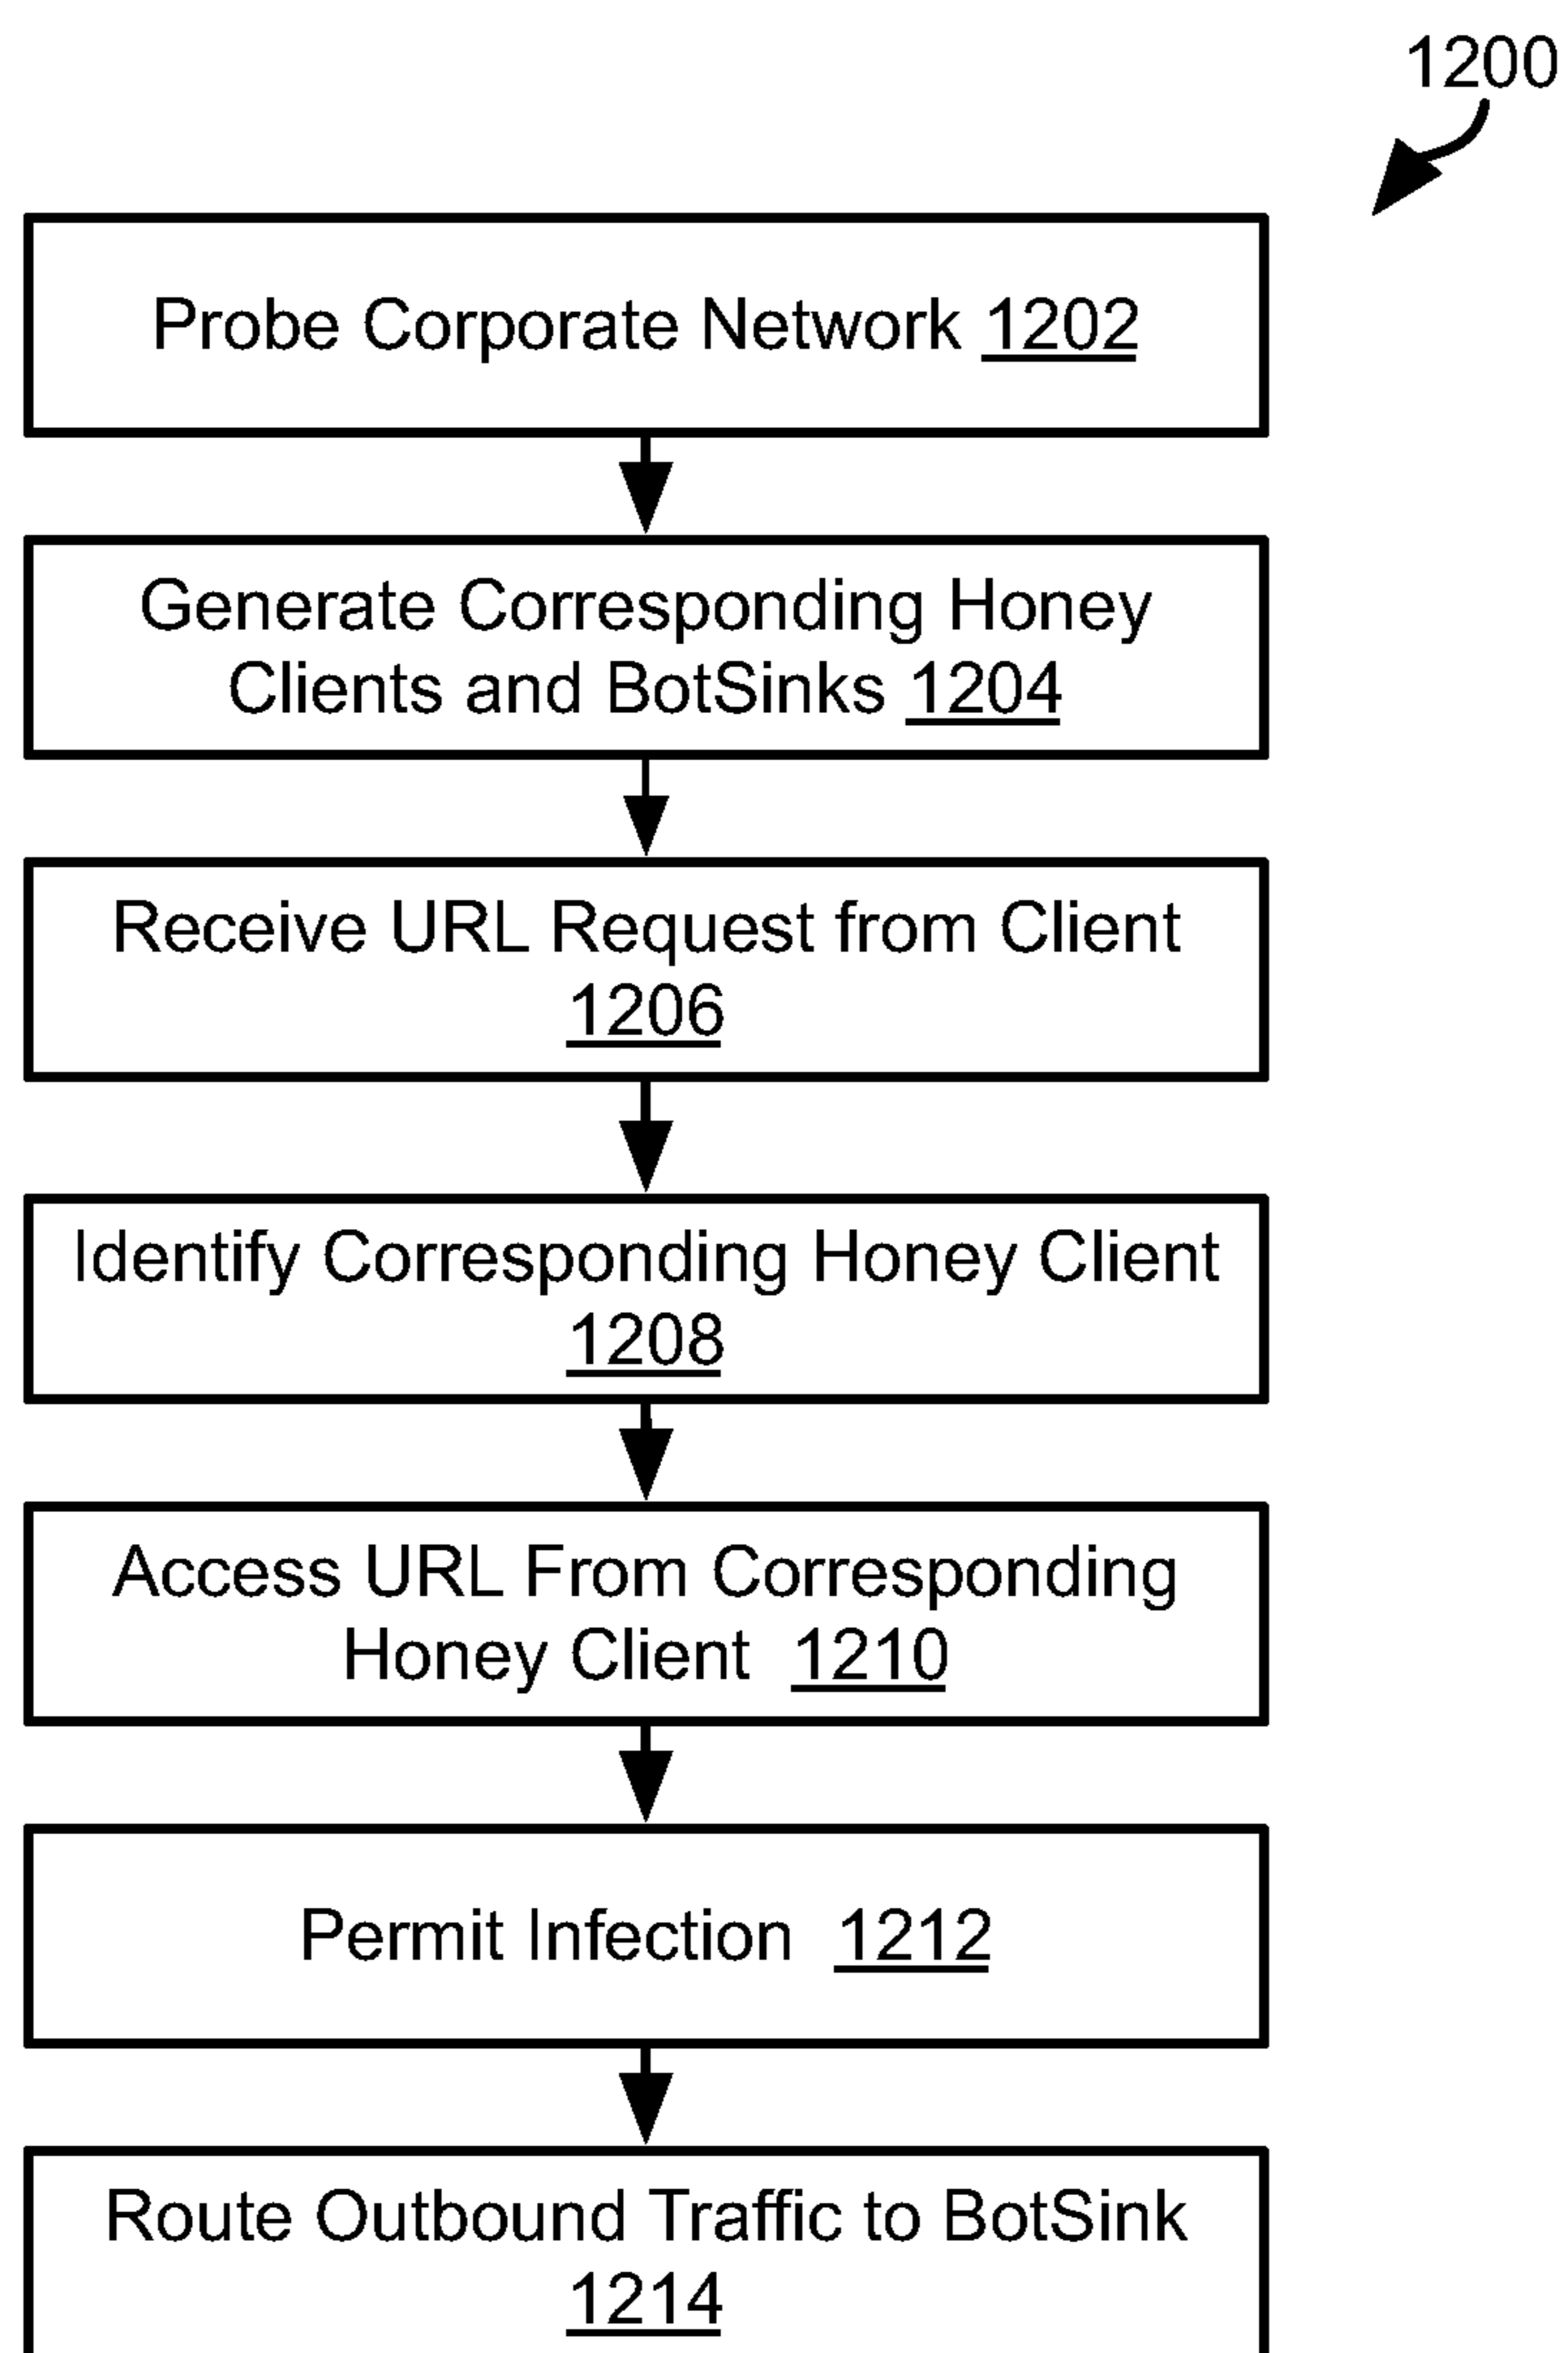 1200
Probe Corporate Network 1202
Generate Corresponding Honey
Clients and BotSinks 1204
Receive URL Request from Client
1206
Identify Corresponding Honey Client
1208
Access URL From Corresponding
Honey Client 1210
Permit Infection 1212
Route Outbound Traffic to BotSink
1214